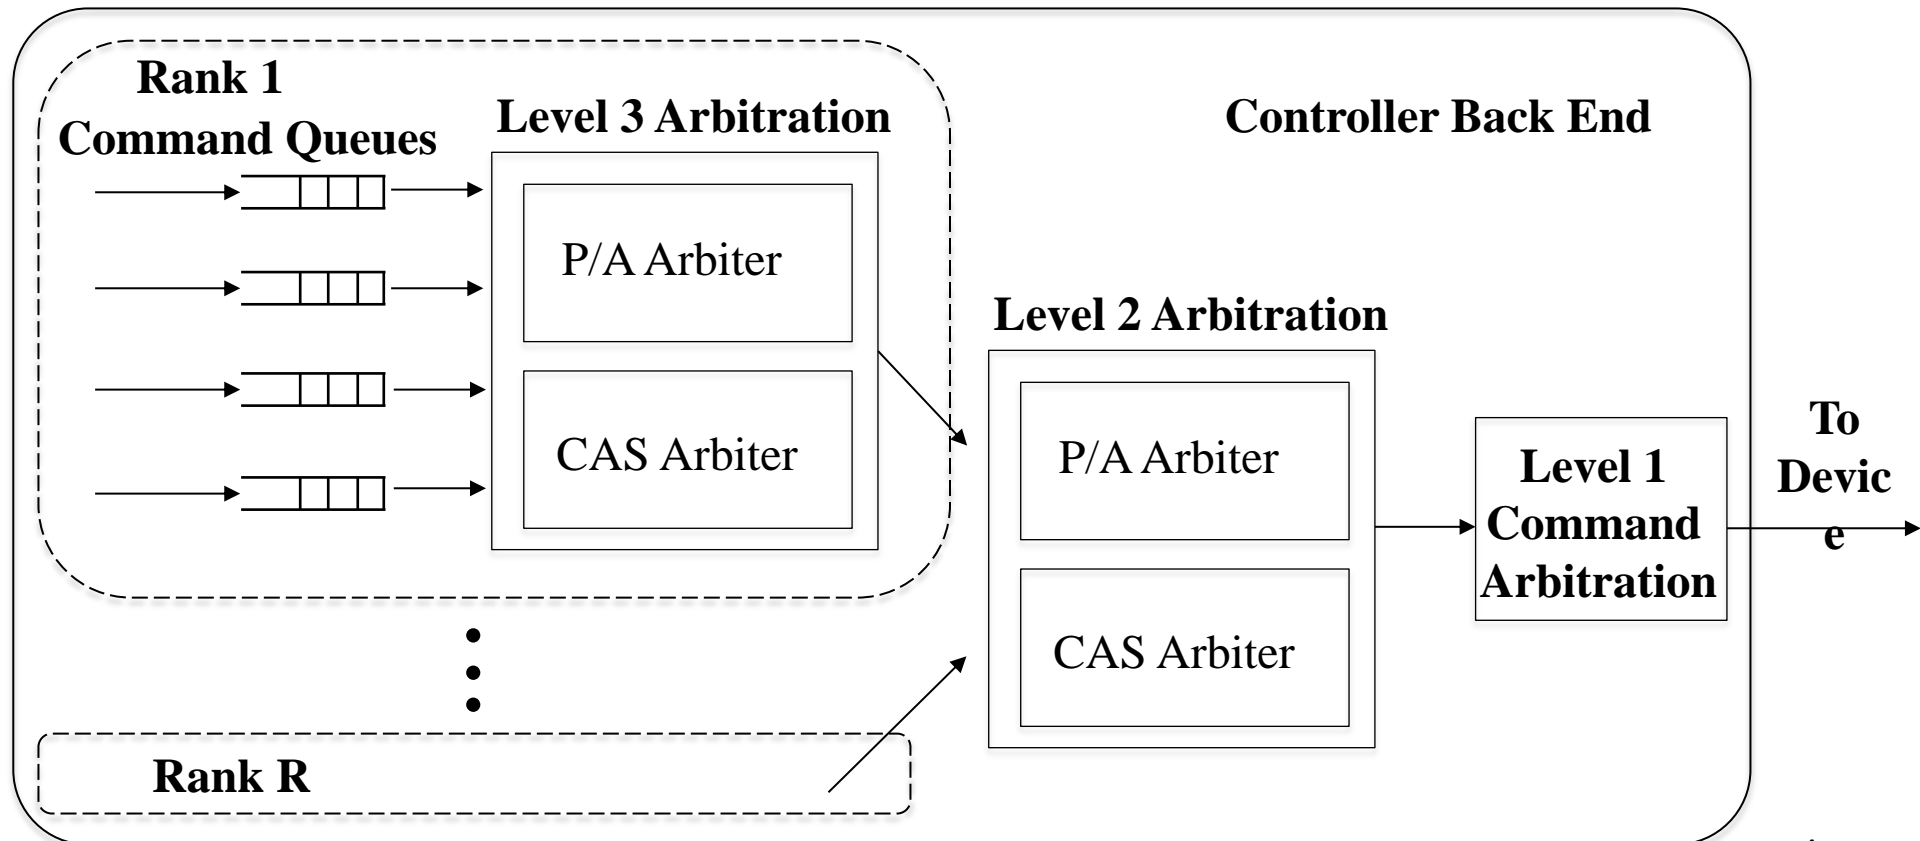 Rank 1
Command Queues
Level 3 Arbitration
P/A Arbiter
CAS Arbiter
Controller Back End
Level 2 Arbitration
P/A Arbiter
CAS Arbiter
Level 1
Command
Arbitration
To
Devic
e
Rank R